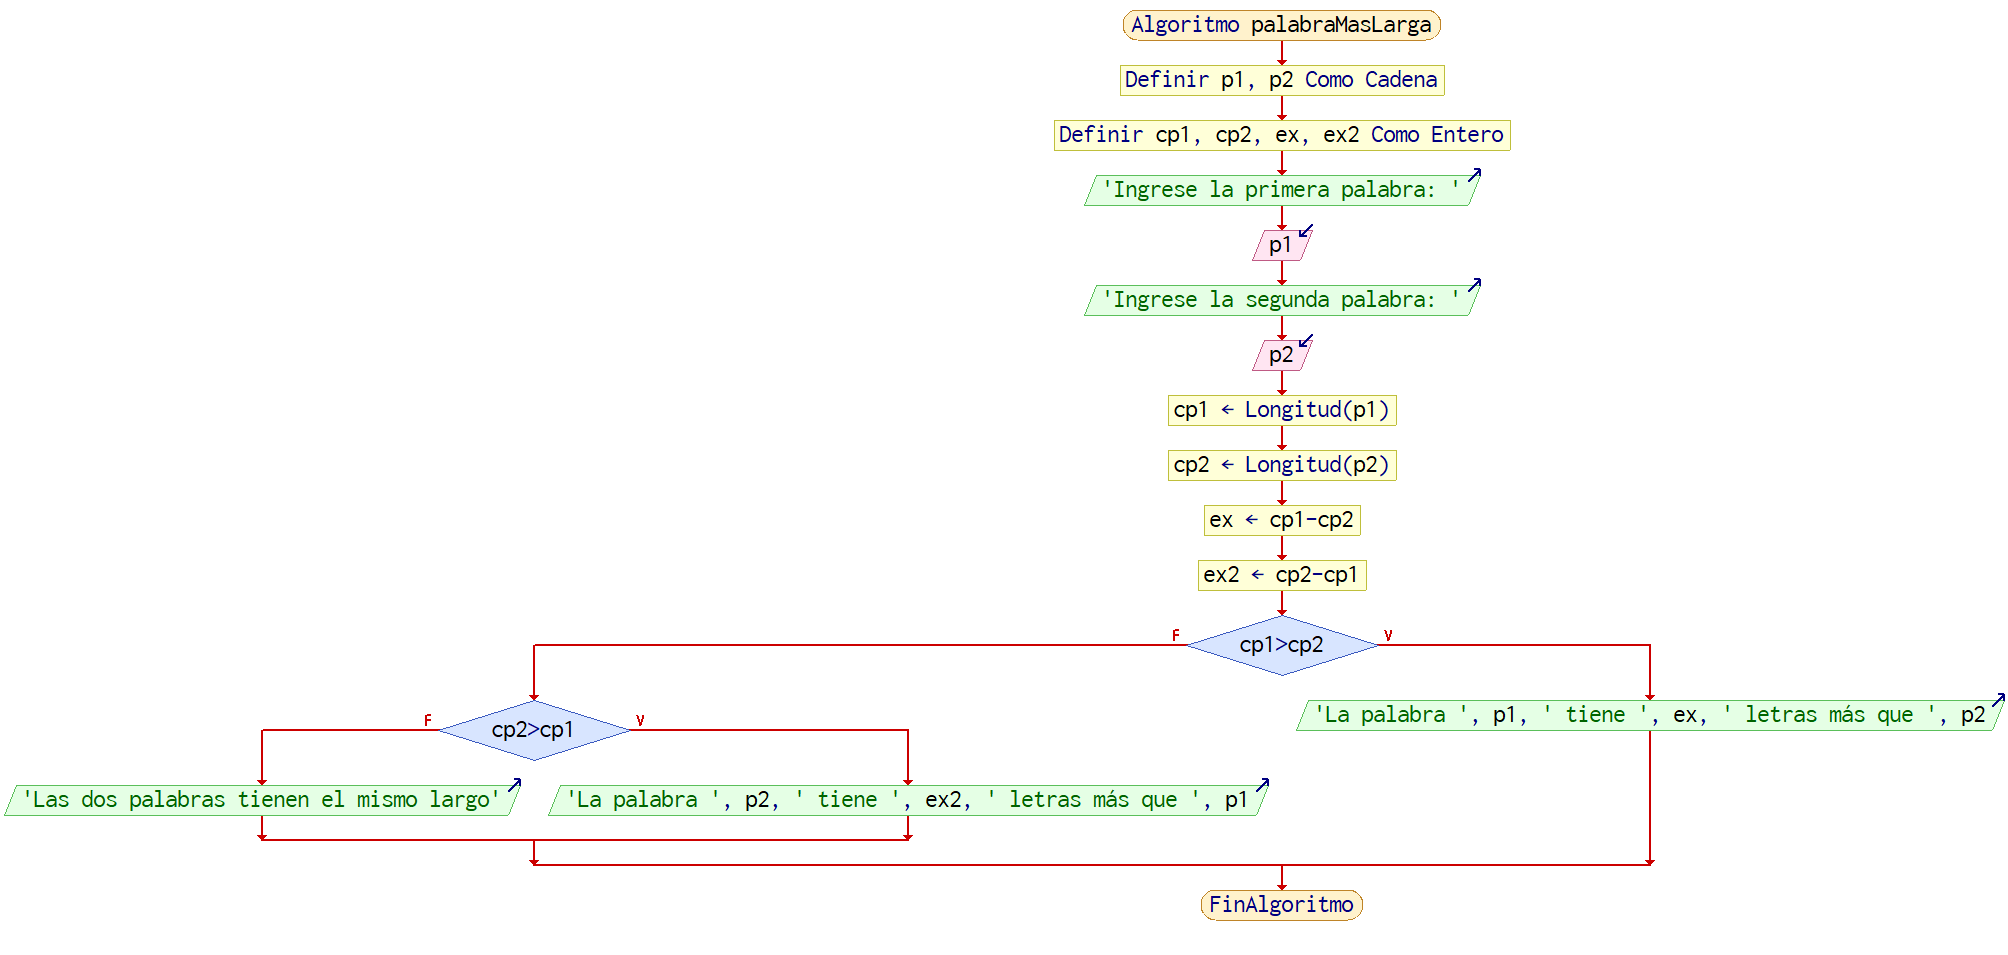 Algoritmo palabraMasLarga
Definir p1, p2 Como Cadena
Definir cp1, cp2, ex, ex2 Como Entero
'Ingrese la primera palabra: '
p1
'Ingrese la segunda palabra: '
p2
cp1 ← Longitud(p1)
cp2 ← Longitud(p2)
ex ← cp1-cp2
ex2 ← cp2-cp1
F
cp1>cp2
V
'La palabra ', p1, ' tiene ', ex, ' letras más que ', p2
F
cp2>cp1
V
'Las dos palabras tienen el mismo largo'
'La palabra ', p2, ' tiene ', ex2, ' letras más que ', p1
FinAlgoritmo